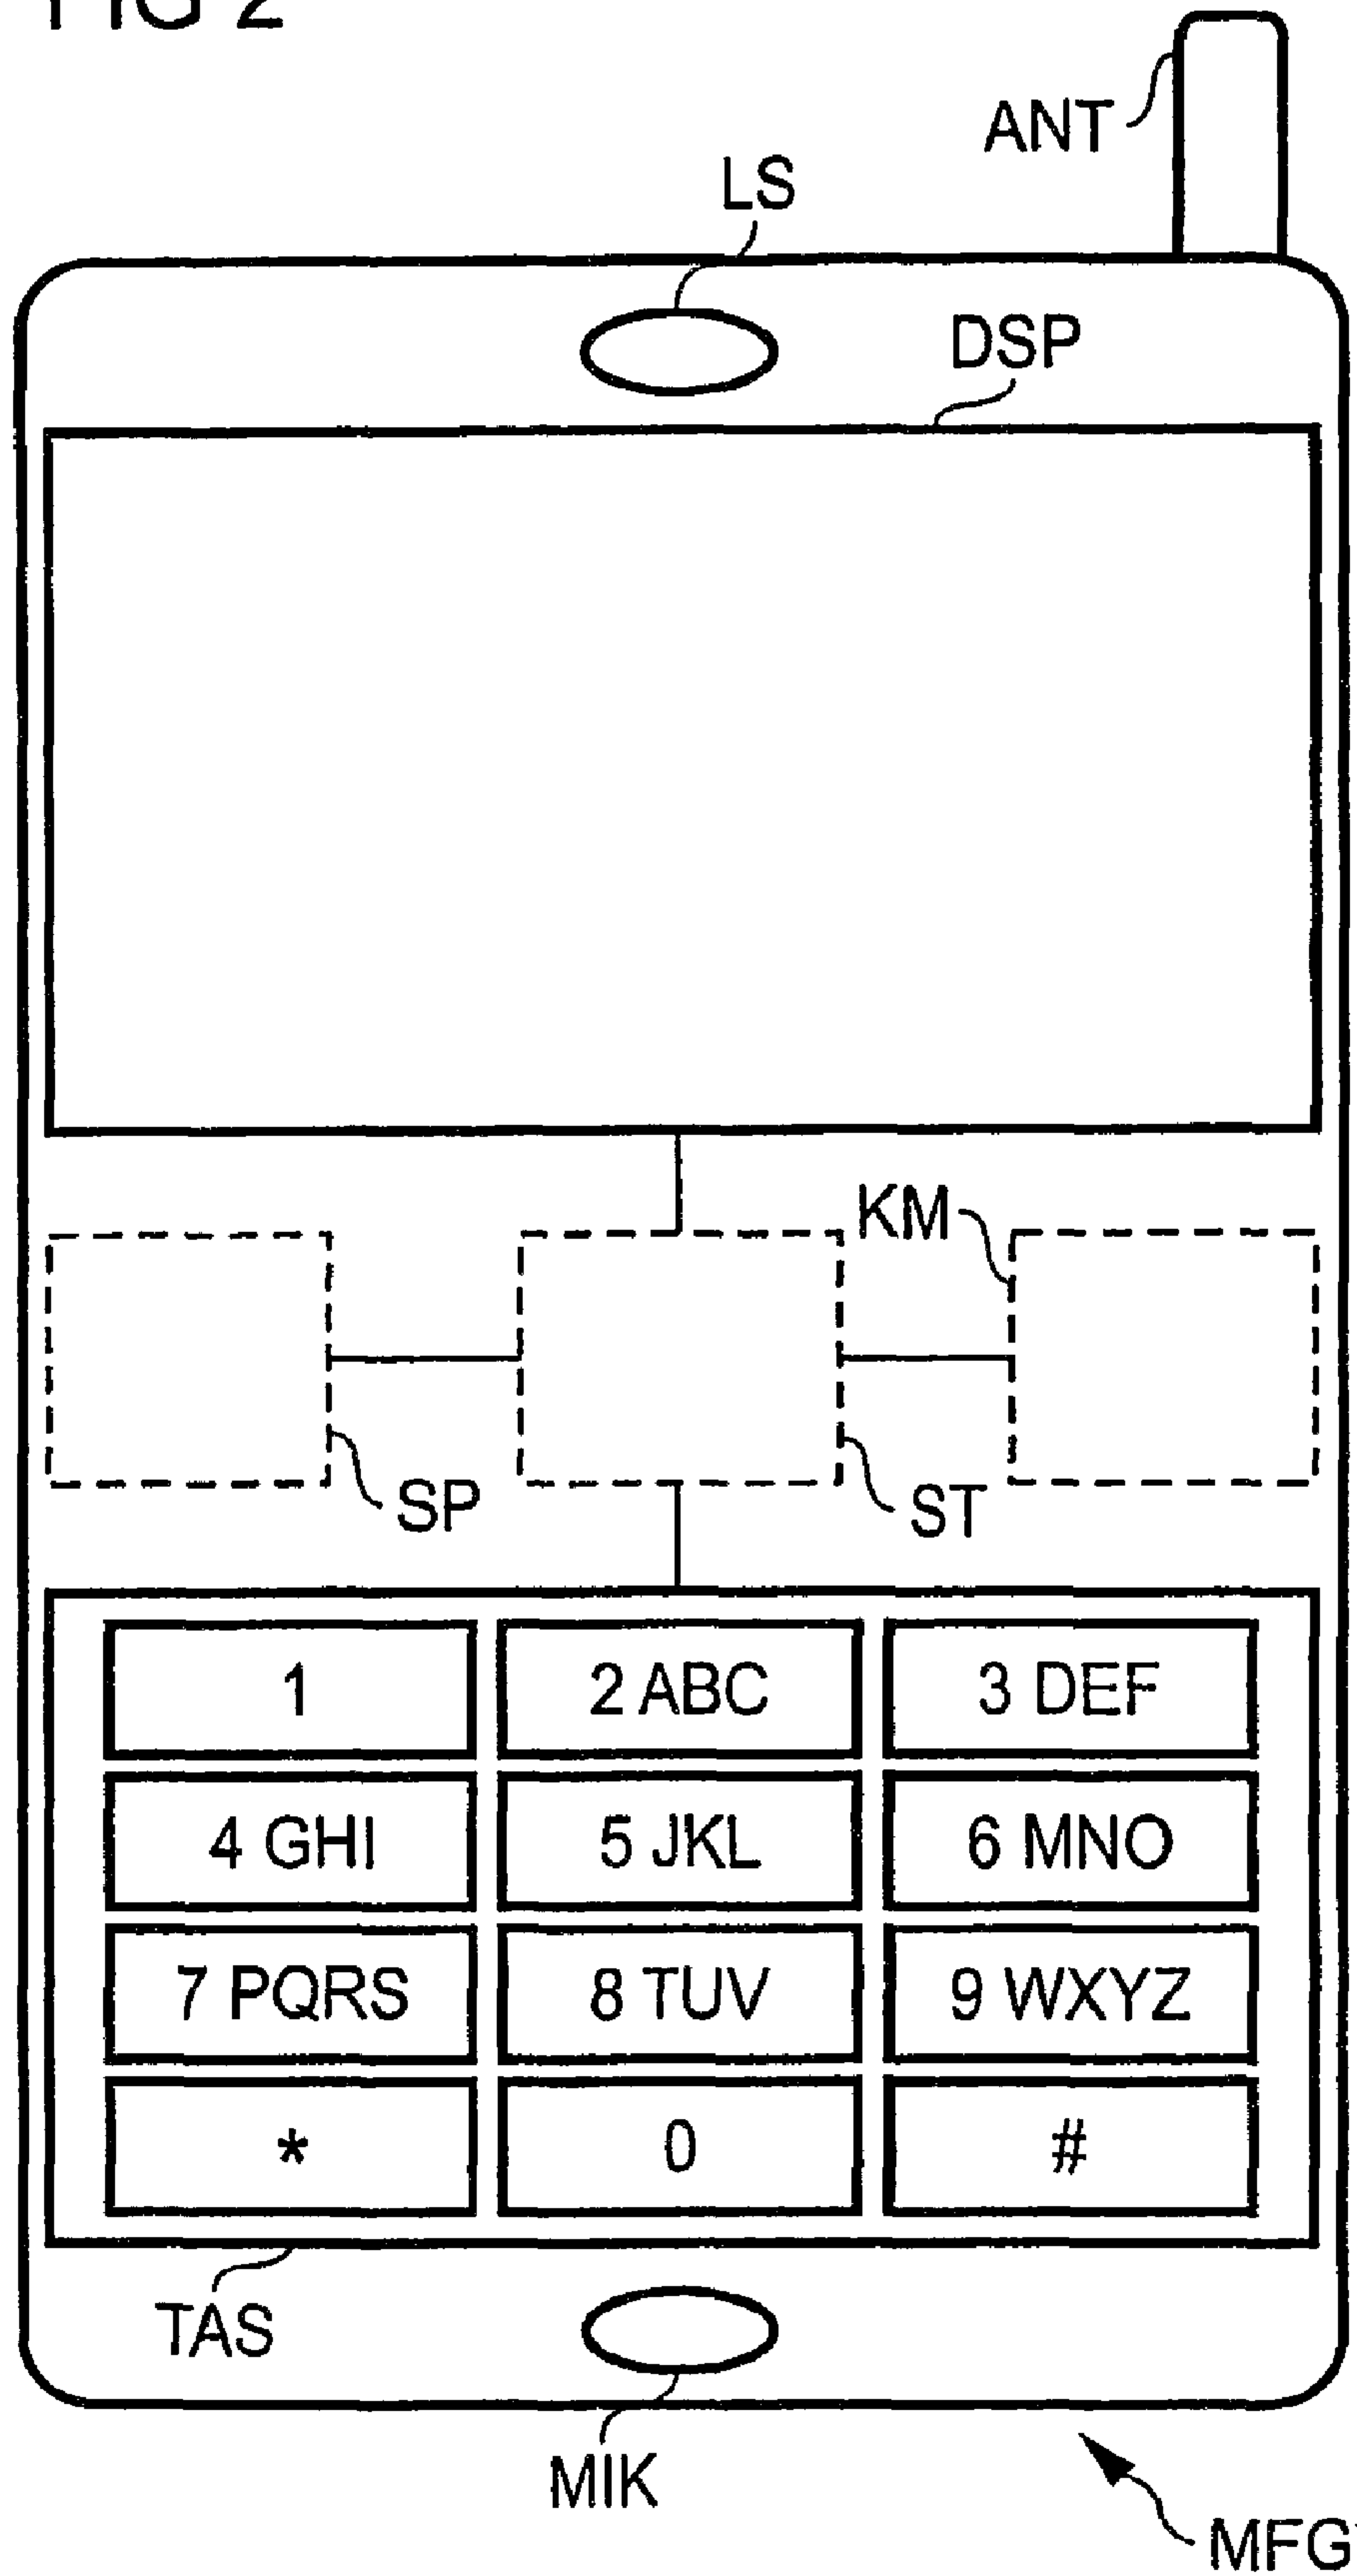 FIG 2
ANT
LS
DSP
KM
SP
ST
1
2 ABC
3 DEF
4 GHI
5 JKL
6 MNO
7 PQRS
8 TUV
9 WXYZ
*
0
#
TAS
MIK
MFG